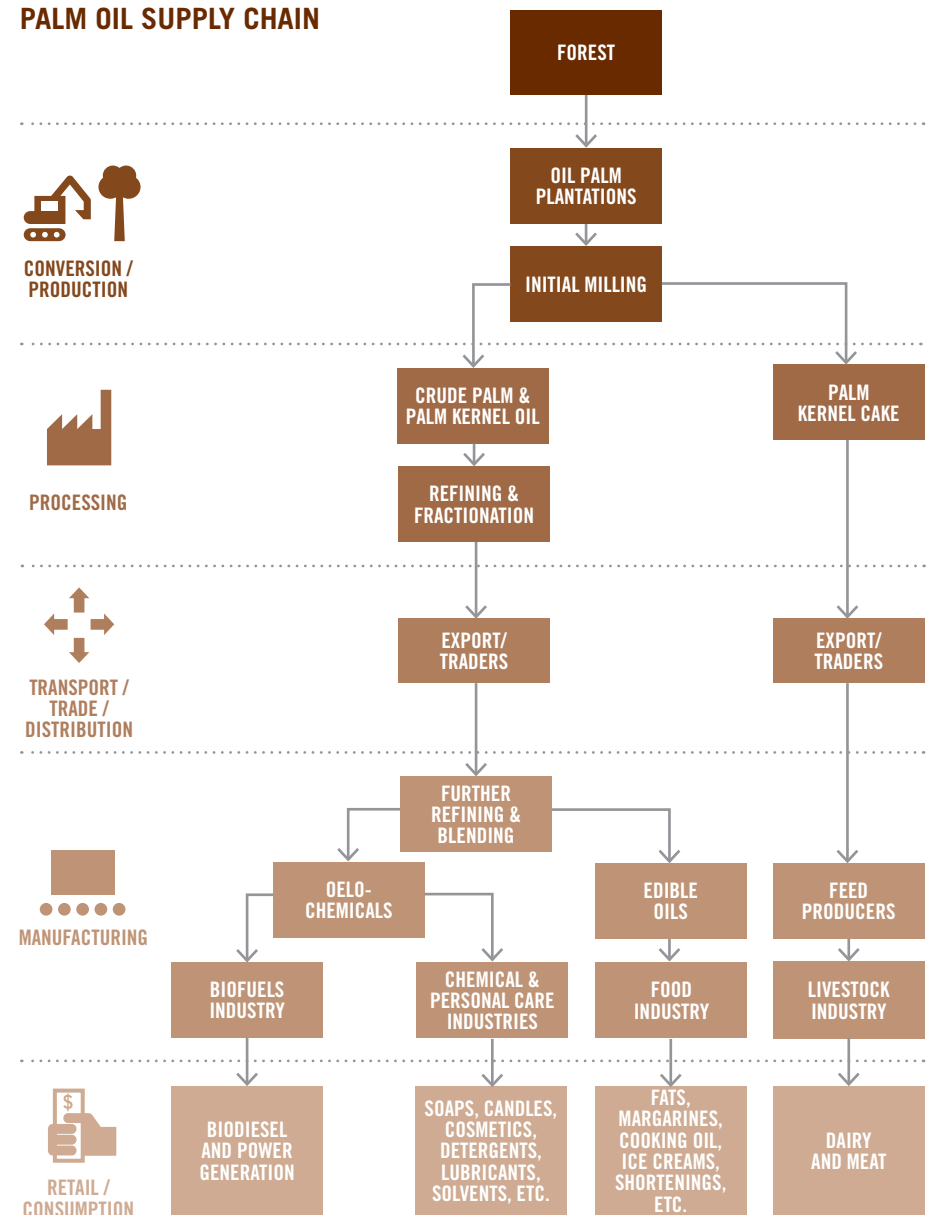 PALM OIL SUPPLY CHAIN
FOREST
OIL PALM
PLANTATIONS
CONVERSION /
PRODUCTION
INITIAL MILLING
CRUDE PALM &
PALM KERNEL OIL
PALM
KERNEL CAKE
PROCESSING
REFINING &
FRACTIONATION
EXPORT/
TRADERS
EXPORT/
TRADERS
TRANSPORT /
TRADE /
DISTRIBUTION
FURTHER
REFINING &
BLENDING
MANUFACTURING
OELO-
CHEMICALS
EDIBLE
OILS
FEED
PRODUCERS
BIOFUELS
INDUSTRY
CHEMICAL &
PERSONAL CARE
INDUSTRIES
FOOD
INDUSTRY
LIVESTOCK
INDUSTRY
$
RETAIL /
CONSUMPTION
BIODIESEL
AND POWER
GENERATION
SOAPS, CANDLES,
COSMETICS,
DETERGENTS,
LUBRICANTS,
SOLVENTS, ETC.
FATS,
MARGARINES,
COOKING OIL,
ICE CREAMS,
SHORTENINGS,
ETC.
DAIRY
AND MEAT